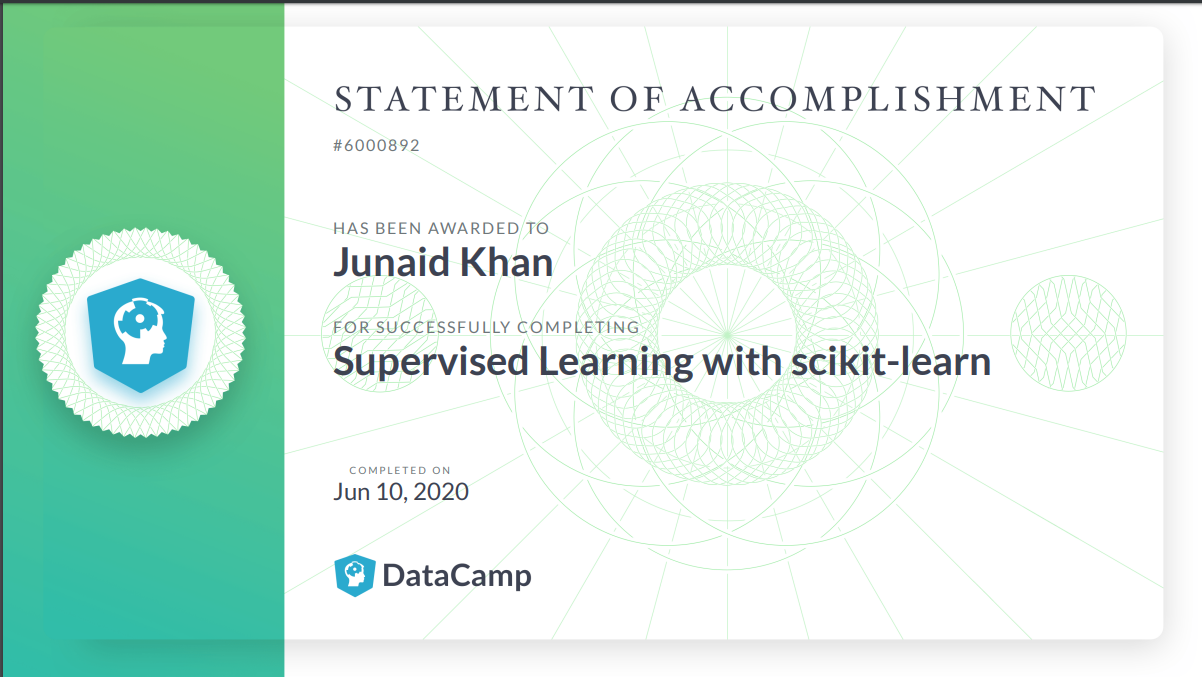 STATEMENT OF ACCOMPLISHMENT
#6000892
HAS BEEN AWARDED TO
Junaid Khan
FOR SUCCESSFULLY COMPLETING
Supervised Learning with scikit-learn
COMPLETED ON
Jun 10, 2020
DataCamp